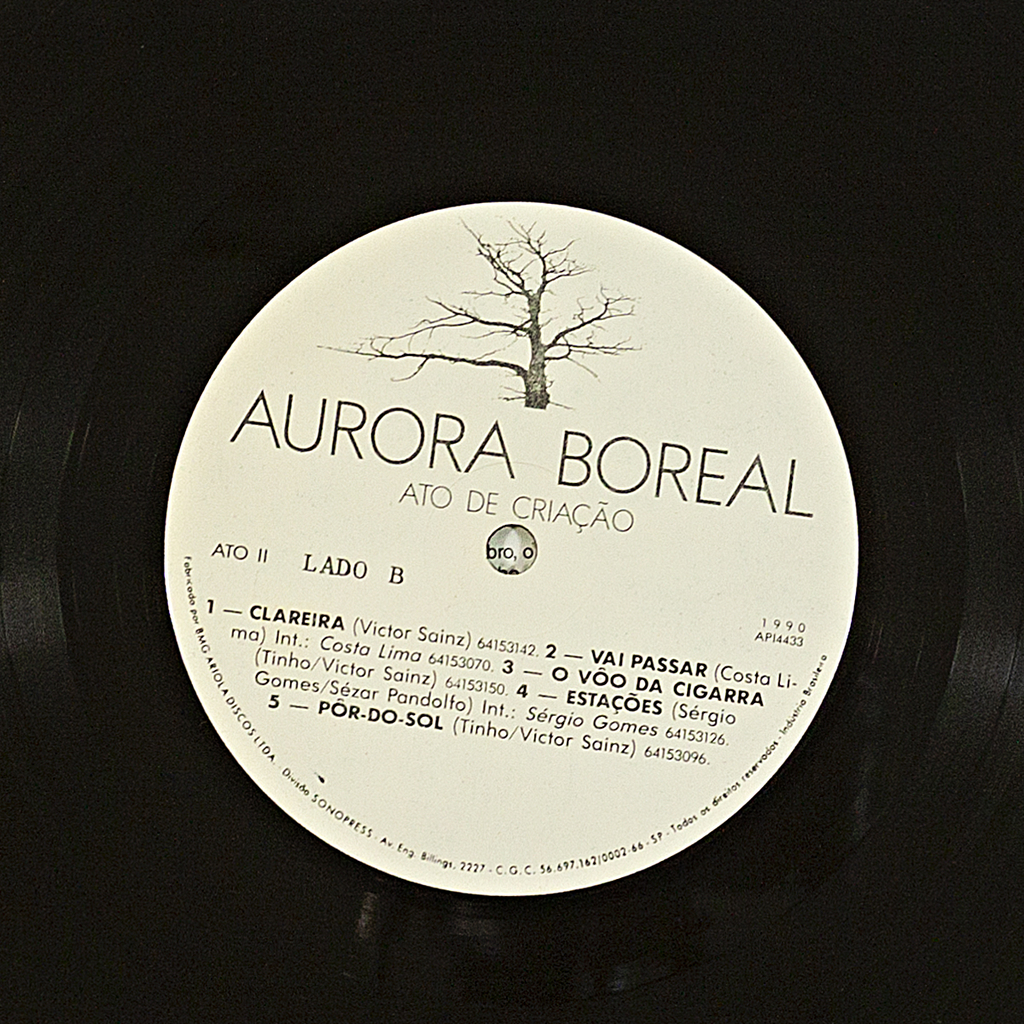 AURORA BOREAL
ATO DE CRIAÇÃO
bro, o
ATO II LADO B
1990
API4433
1 — CLAREIRA (Victor Sainz) 64153142. 2 — VAI PASSAR (Costa Li-
ma) Int.: Costa Lima 64153070. 3 — O VÔO DA CIGARRA
(Tinho/Victor Sainz) 64153150. 4 — ESTAÇÕES (Sérgio
Gomes/Sézar Pandolfo) Int.: Sérgio Gomes 64153126.
5 — PÔR-DO-SOL (Tinho/Victor Sainz) 64153096.
Fabricado por BMG ARIOLA DISCOS LTDA. - Divisão SONOPRESS - Av. Eng. Billings, 2227 - C.G.C. 56.697.162/0002-66 - SP - Todos os direitos reservados - Indústria Brasileira